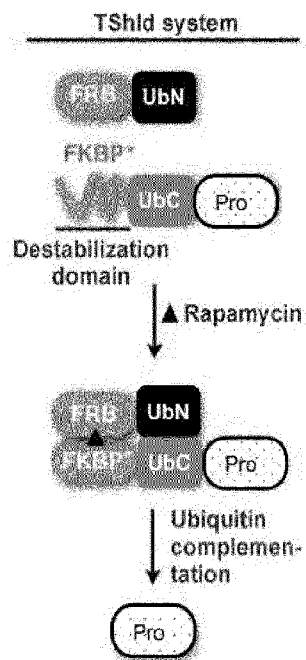 TShld system
FRB UbN
FKBP*
UbC Pro
Destabilization
domain
Rapamycin
FRB UbN
FKBP* UbC Pro
Ubiquitin
complemen-
tation
Pro